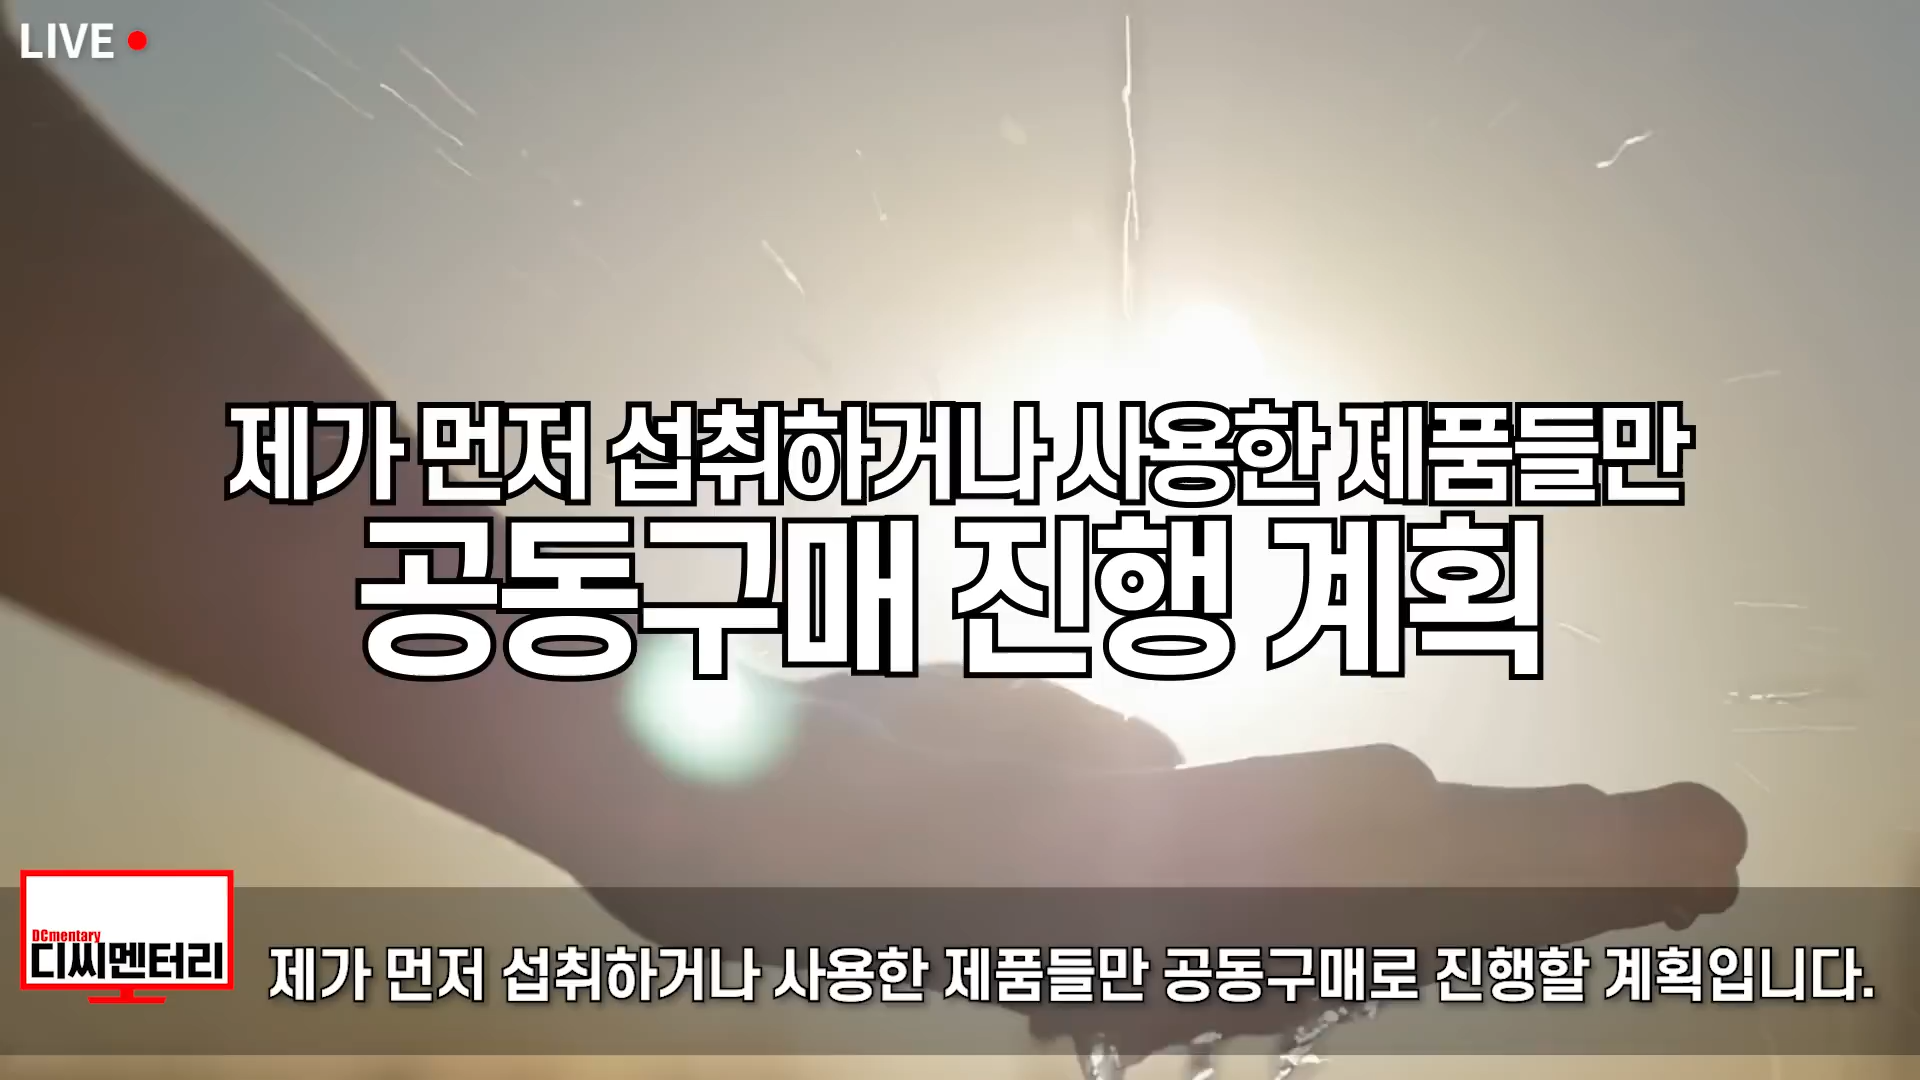 LIVE
제가 먼저 섭취하거나 사용한 제품들만
공동구매 진행 계획
DCmentary
디씨멘터리
제가 먼저 섭취하거나 사용한 제품들만 공동구매로 진행할 계획입니다.